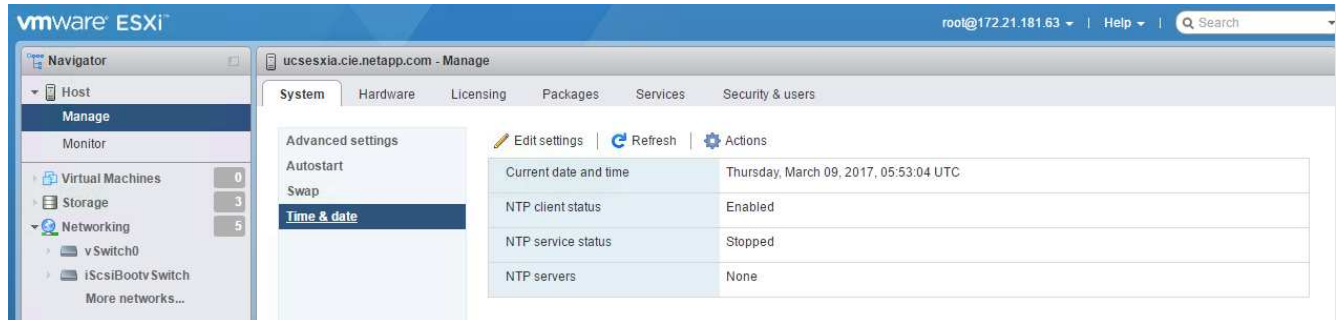 vmware ESXi™
root@172.21.181.63 | Help | Search
Navigator
Host
Manage
Monitor
Virtual Machines 0
Storage 3
Networking 5
vSwitch0
iScsiBootvSwitch
More networks...
ucsesxia.cie.netapp.com - Manage
System Hardware Licensing Packages Services Security & users
Advanced settings
Autostart
Swap
Time & date
Edit settings | Refresh | Actions
Current date and time Thursday, March 09, 2017, 05:53:04 UTC
NTP client status Enabled
NTP service status Stopped
NTP servers None